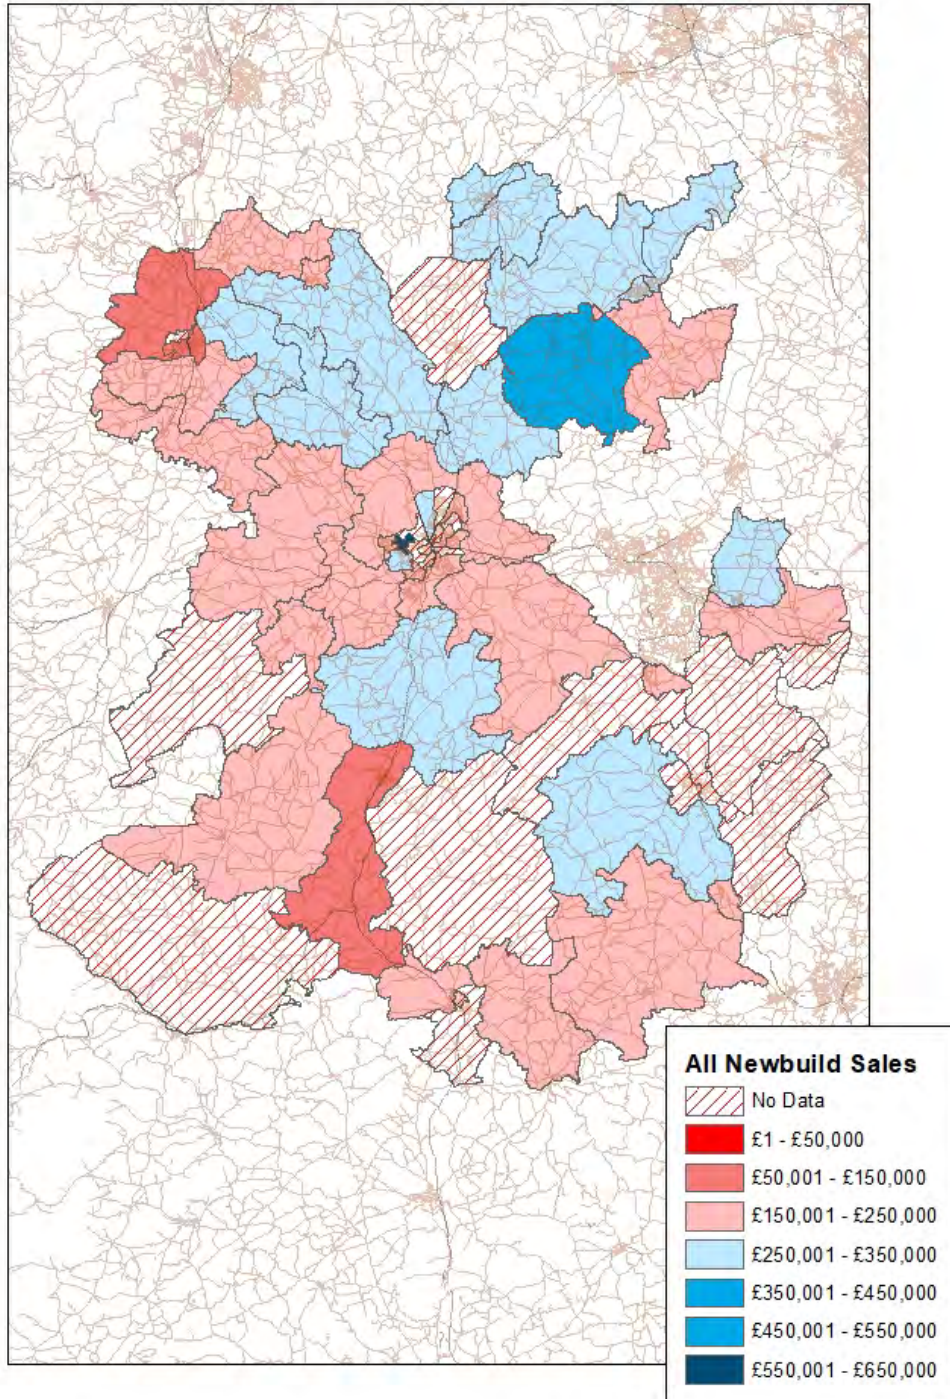 All Newbuild Sales
No Data
£1 - £50,000
£50,001 - £150,000
£150,001 - £250,000
£250,001 - £350,000
£350,001 - £450,000
£450,001 - £550,000
£550,001 - £650,000